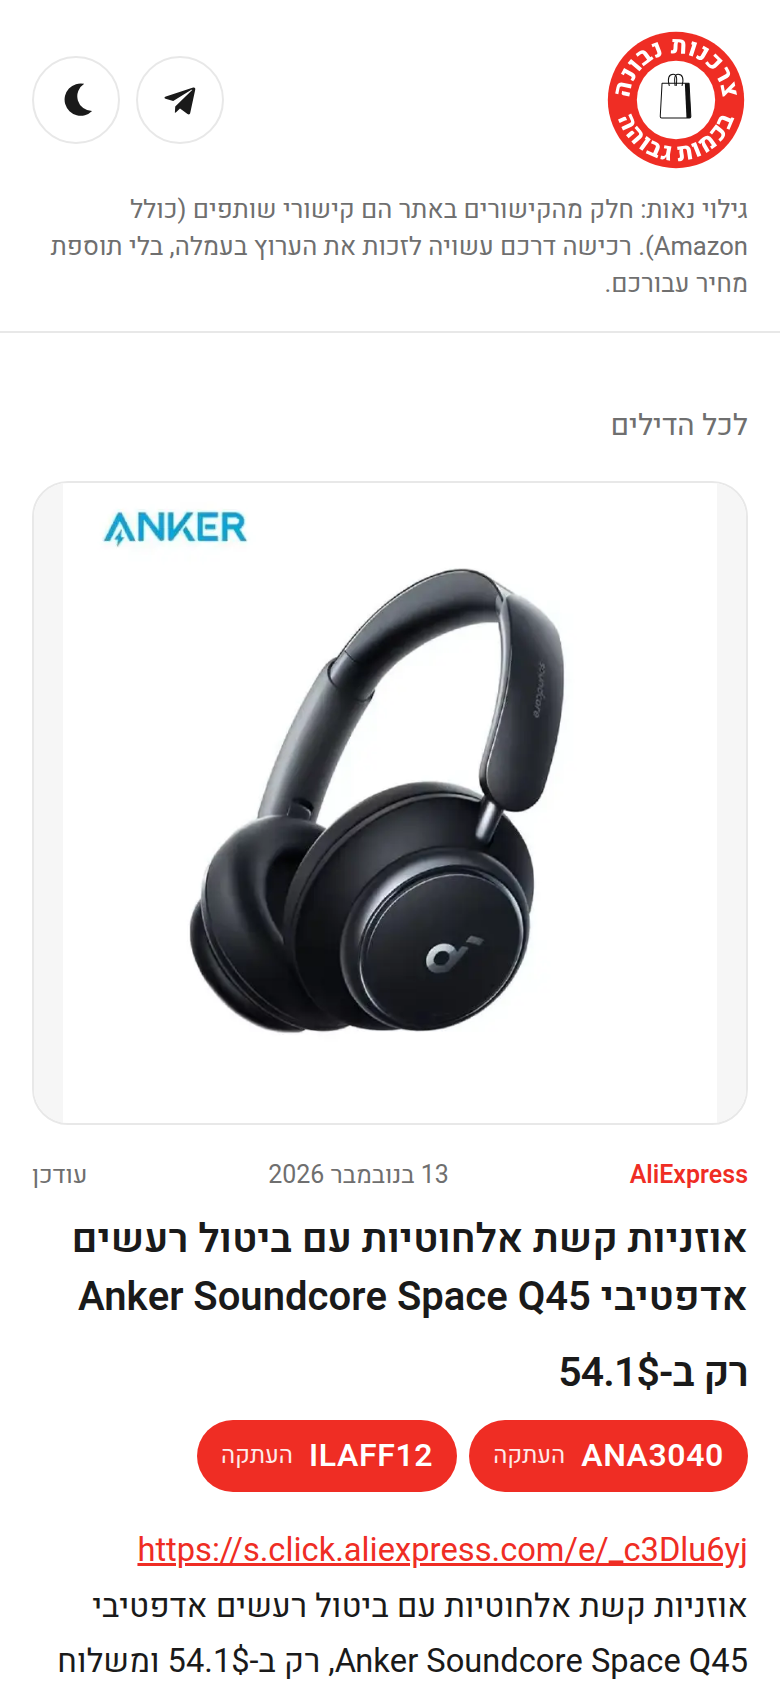 צרכנות נבונה
בכמות גבוהה
גילוי נאות: חלק מהקישורים באתר הם קישורי שותפים (כולל
Amazon). רכישה דרכם עשויה לזכות את הערוץ בעמלה, בלי תוספת
מחיר עבורכם.
לכל הדילים
ANKER
soundcore
AliExpress
13 בנובמבר 2026
עודכן
אוזניות קשת אלחוטיות עם ביטול רעשים
אדפטיבי Anker Soundcore Space Q45
רק ב-54.1$
ANA3040 העתקה
ILAFF12 העתקה
https://s.click.aliexpress.com/e/_c3Dlu6yj
אוזניות קשת אלחוטיות עם ביטול רעשים אדפטיבי
Anker Soundcore Space Q45, רק ב-54.1$ ומשלוח